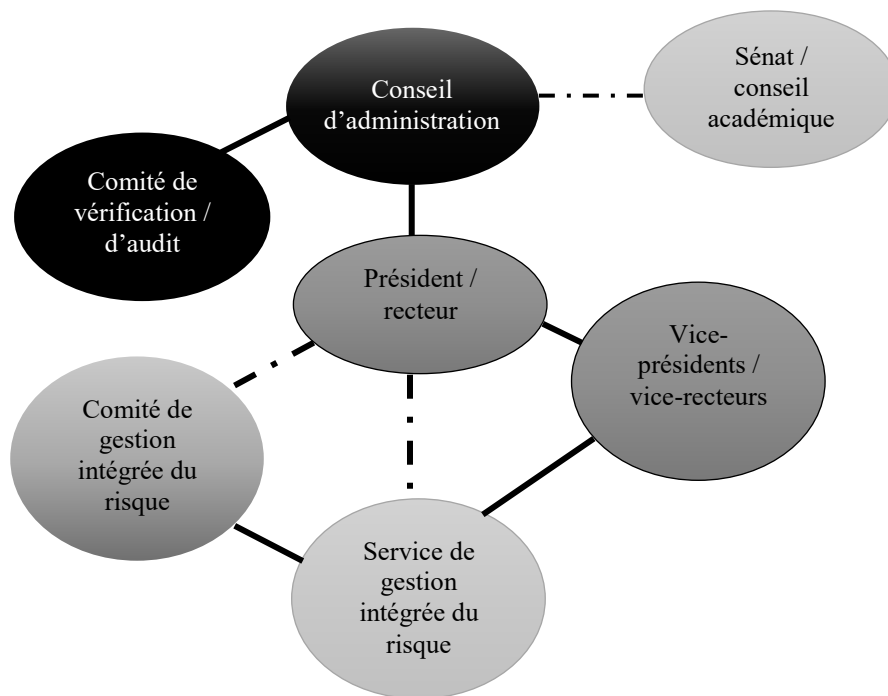 Conseil
d’administration
Sénat /
conseil
académique
Comité de
vérification /
d’audit
Président /
recteur
Vice-
présidents /
vice-recteurs
Comité de
gestion
intégrée du
risque
Service de
gestion
intégrée du
risque